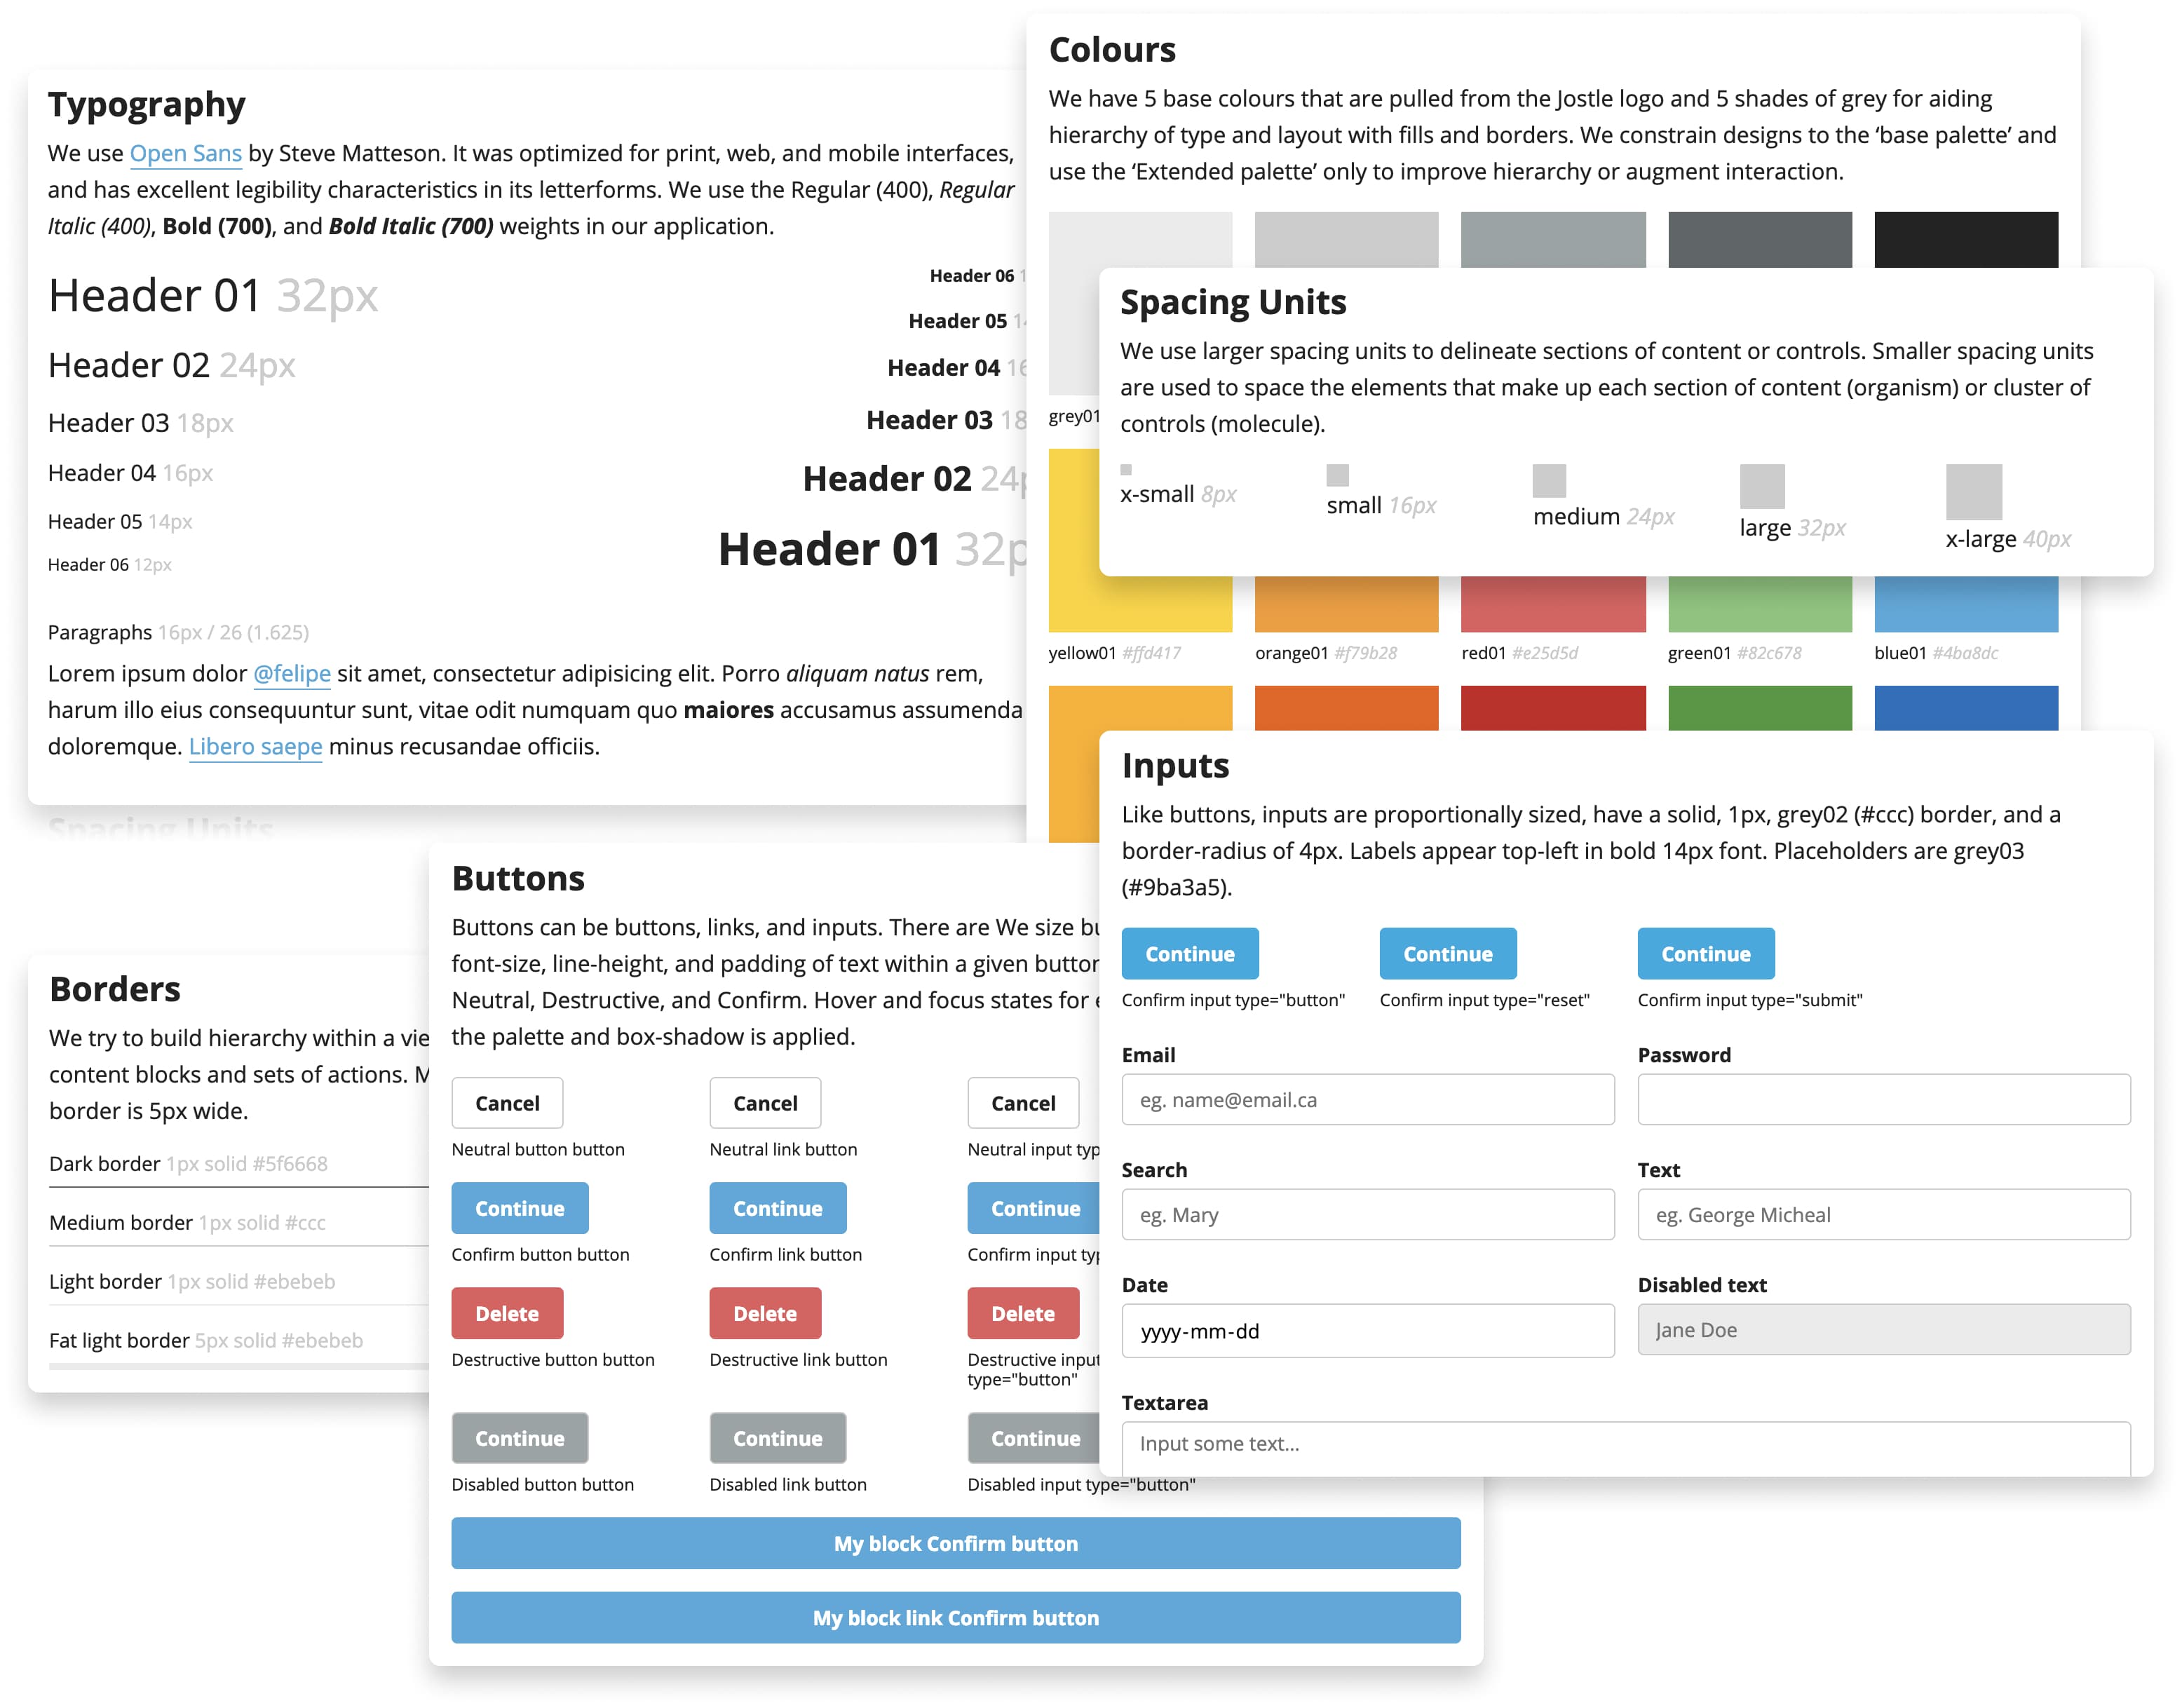 Typography
We use Open Sans by Steve Matteson. It was optimized for print, web, and mobile interfaces,
and has excellent legibility characteristics in its letterforms. We use the Regular (400), Regular
Italic (400), Bold (700), and Bold Italic (700) weights in our application.
Header 01 32px
Header 02 24px
Header 03 18px
Header 04 16px
Header 05 14px
Header 06 12px
Header 06
Header 05
Header 04
Header 03 18
Header 02
Header 01
Paragraphs 16px / 26 (1.625)
Lorem ipsum dolor @felipe sit amet, consectetur adipisicing elit. Porro aliquam natus rem,
harum illo eius consequuntur sunt, vitae odit numquam quo maiores accusamus assumenda
doloremque. Libero saepe minus recusandae officiis.
Spacing Units
Colours
We have 5 base colours that are pulled from the Jostle logo and 5 shades of grey for aiding
hierarchy of type and layout with fills and borders. We constrain designs to the ‘base palette’ and
use the ‘Extended palette’ only to improve hierarchy or augment interaction.
grey01
yellow01 #ffd417
orange01 #f79b28
red01 #e25d5d
green01 #82c678
blue01 #4ba8dc
Spacing Units
We use larger spacing units to delineate sections of content or controls. Smaller spacing units
are used to space the elements that make up each section of content (organism) or cluster of
controls (molecule).
x-small 8px
small 16px
medium 24px
large 32px
x-large 40px
Borders
We try to build hierarchy within a
content blocks and sets of actions.
border is 5px wide.
Dark border 1px solid #5f6668
Medium border 1px solid #ccc
Light border 1px solid #ebebeb
Fat light border 5px solid #ebebeb
Buttons
Buttons can be buttons, links, and inputs. There are We size
font-size, line-height, and padding of text within a given button
Neutral, Destructive, and Confirm. Hover and focus states for
the palette and box-shadow is applied.
Cancel
Cancel
Cancel
Neutral button button
Neutral link button
Neutral input
Continue
Continue
Continue
Confirm button button
Confirm link button
Confirm input
Delete
Delete
Delete
Destructive button button
Destructive link button
Destructive input
type="button"
Continue
Continue
Continue
Disabled button button
Disabled link button
Disabled input type="button"
My block Confirm button
My block link Confirm button
Inputs
Like buttons, inputs are proportionally sized, have a solid, 1px, grey02 (#ccc) border, and a
border-radius of 4px. Labels appear top-left in bold 14px font. Placeholders are grey03
(#9ba3a5).
Continue
Continue
Continue
Confirm input type="button"
Confirm input type="reset"
Confirm input type="submit"
Email
Password
eg. name@email.ca
Search
Text
eg. Mary
eg. George Micheal
Date
Disabled text
yyyy-mm-dd
Jane Doe
Textarea
Input some text...